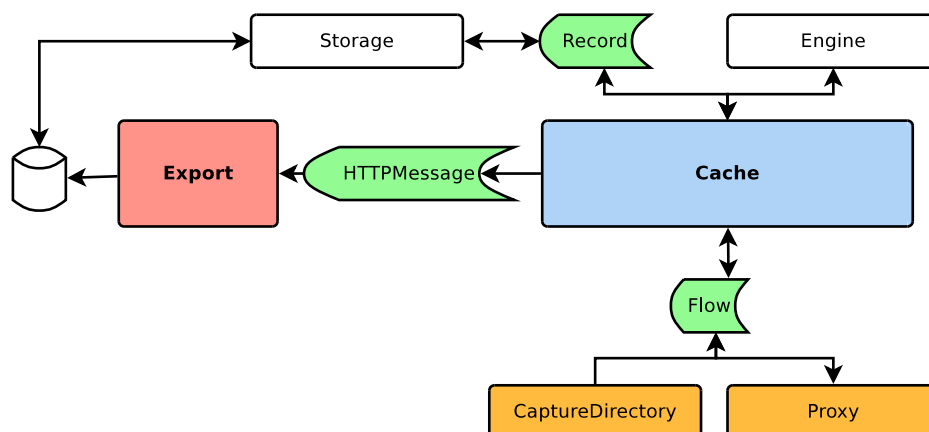 Storage
Record
Engine
Export
HTTPMessage
Cache
Flow
CaptureDirectory
Proxy